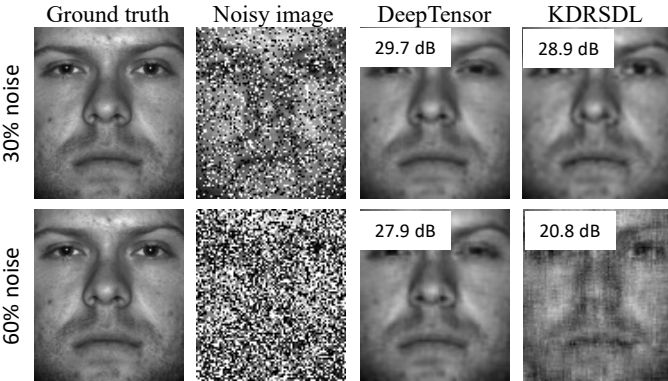 Ground truth Noisy image DeepTensor KDRSDL
30% noise
29.7 dB 28.9 dB
60% noise
27.9 dB 20.8 dB